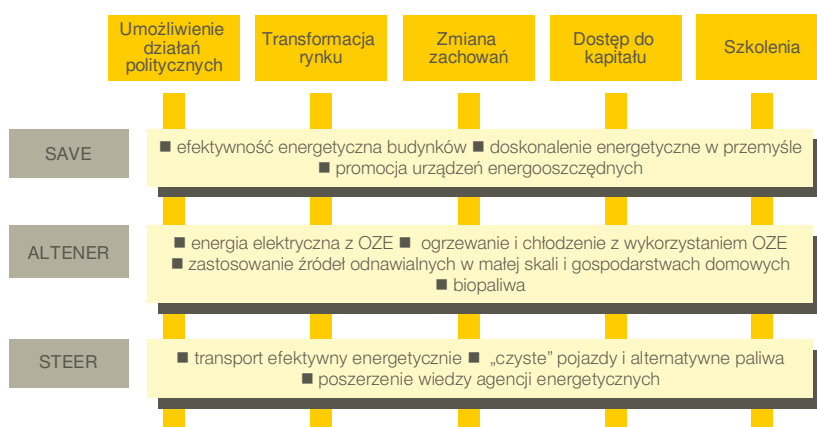 Umożliwienie
działań
politycznych
Transformacja
rynku
Zmiana
zachowań
Dostęp do
kapitału
Szkolenia
SAVE
■ efektywność energetyczna budynków ■ doskonalenie energetyczne w przemyśle
■ promocja urządzeń energooszczędnych
ALTENER
■ energia elektryczna z OZE ■ ogrzewanie i chłodzenie z wykorzystaniem OZE
■ zastosowanie źródeł odnawialnych w małej skali i gospodarstwach domowych
■ biopaliwa
STEER
■ transport efektywny energetycznie ■ „czyste” pojazdy i alternatywne paliwa
■ poszerzenie wiedzy agencji energetycznych